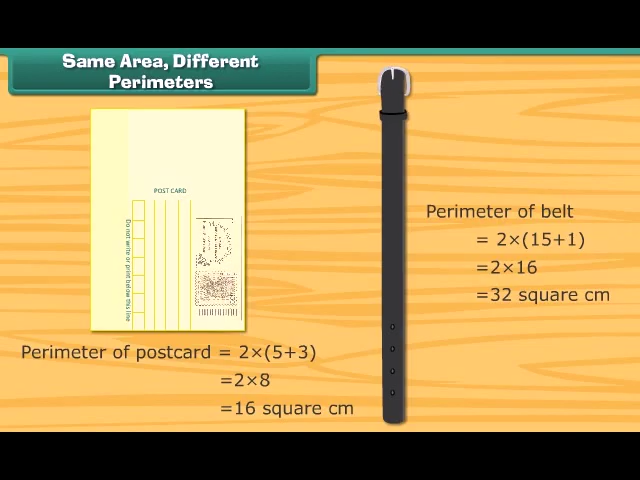 Same Area, Different
Perimeters
POST CARD
Do not write or print below this line
Perimeter of postcard = 2×(5+3)
=2×8
=16 square cm
Perimeter of belt
= 2×(15+1)
=2×16
=32 square cm